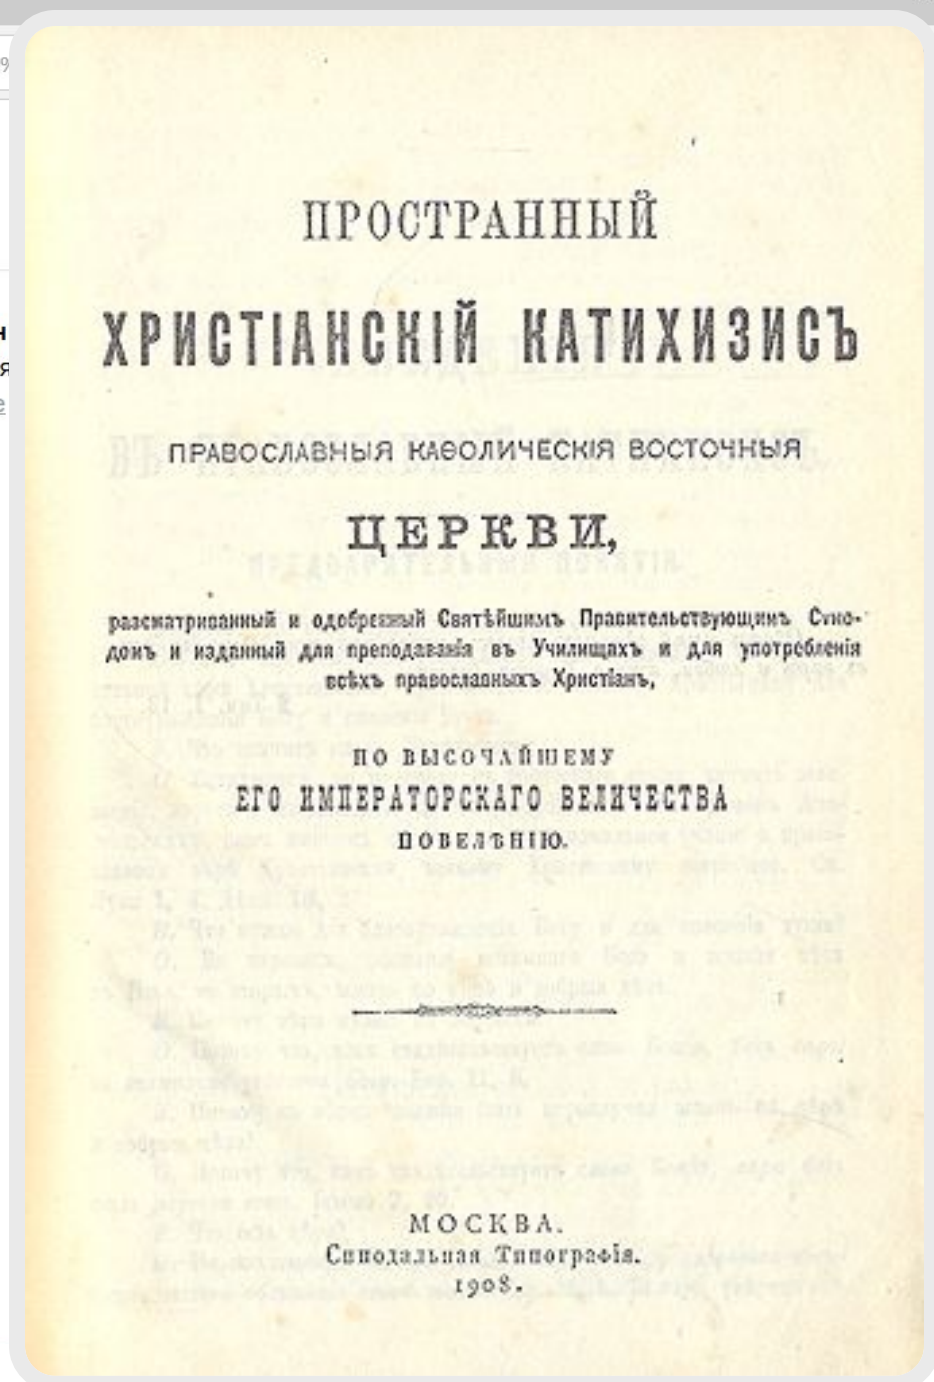 ПРОСТРАННЫЙ
ХРИСТІАНСКІЙ КАТИХИЗИСЪ
ПРАВОСЛАВНЫЯ КАѲОЛИЧЕСКІЯ ВОСТОЧНЫЯ
ЦЕРКВИ,
разсматриванный и одобренный Святѣйшимъ Правительствующимъ Сѵно-
домъ и изданный для преподаванія въ Училищахъ и для употребленія
всѣхъ православныхъ Христіанъ,
ПО ВЫСОЧАЙШЕМУ
ЕГО ИМПЕРАТОРСКАГО ВЕЛИЧЕСТВА
ПОВЕЛѢНІЮ.
МОСКВА.
Синодальная Типографія.
1908.